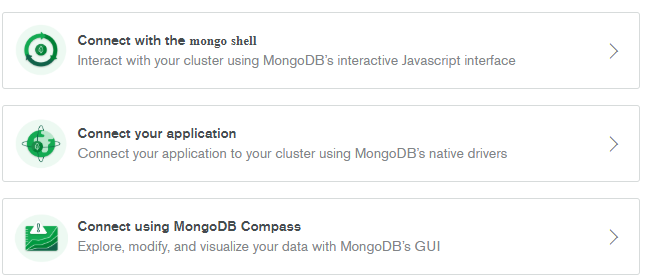 Connect with the mongo shell
Interact with your cluster using MongoDB's interactive Javascript interface
Connect your application
Connect your application to your cluster using MongoDB's native drivers
Connect using MongoDB Compass
Explore, modify, and visualize your data with MongoDB's GUI